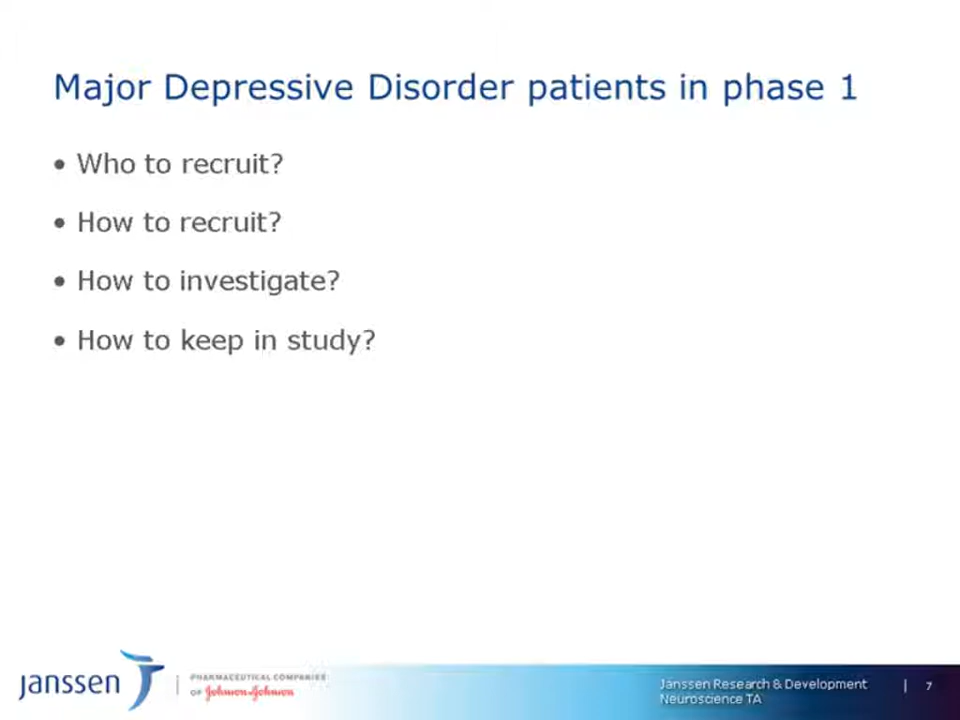 Major Depressive Disorder patients in phase 1
• Who to recruit?
• How to recruit?
• How to investigate?
• How to keep in study?
janssen
PHARMACEUTICAL COMPANIES
OF Johnson & Johnson
Janssen Research & Development
Neuroscience TA
| 7